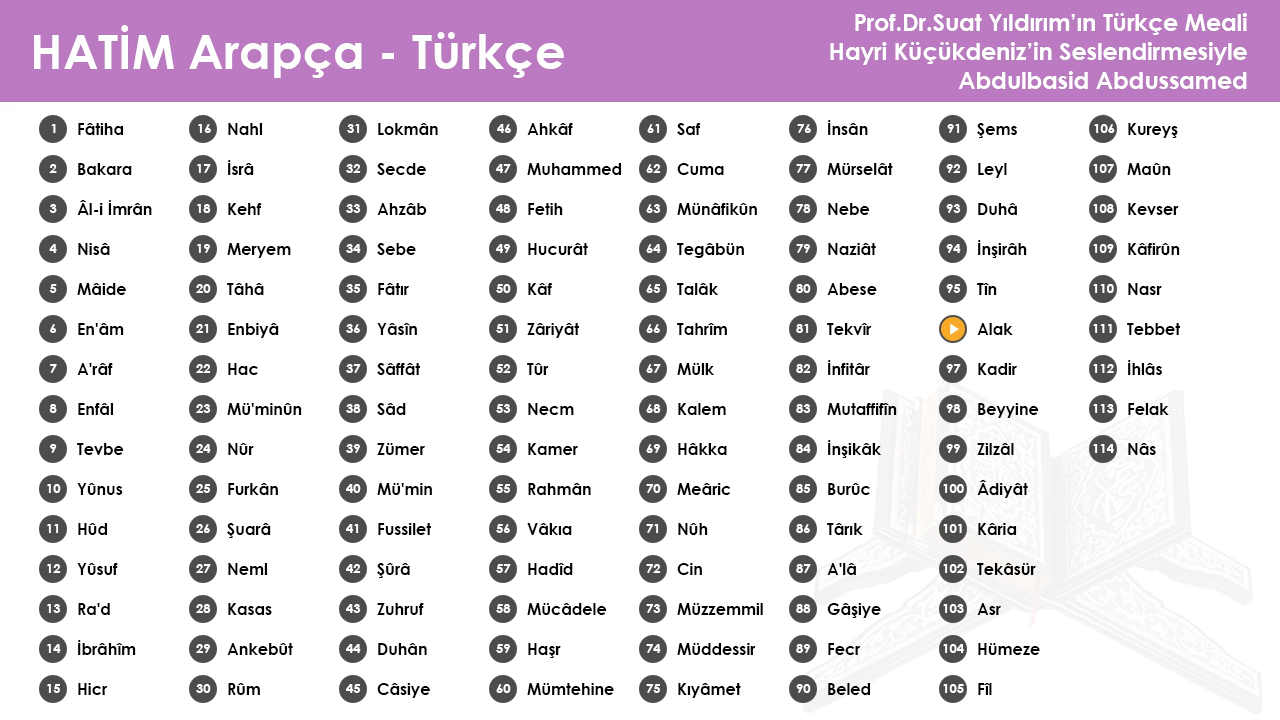 HATİM Arapça - Türkçe
Prof.Dr.Suat Yıldırım’ın Türkçe Meali
Hayri Küçükdeniz’in Seslendirmesiyle
Abdulbasid Abdussamed
1 Fâtiha
2 Bakara
3 Âl-i İmrân
4 Nisâ
5 Mâide
6 En'âm
7 A'râf
8 Enfâl
9 Tevbe
10 Yûnus
11 Hûd
12 Yûsuf
13 Ra'd
14 İbrâhîm
15 Hicr
16 Nahl
17 İsrâ
18 Kehf
19 Meryem
20 Tâhâ
21 Enbiyâ
22 Hac
23 Mü'minûn
24 Nûr
25 Furkân
26 Şuarâ
27 Neml
28 Kasas
29 Ankebût
30 Rûm
31 Lokmân
32 Secde
33 Ahzâb
34 Sebe
35 Fâtır
36 Yâsîn
37 Sâffât
38 Sâd
39 Zümer
40 Mü'min
41 Fussilet
42 Şûrâ
43 Zuhruf
44 Duhân
45 Câsiye
46 Ahkâf
47 Muhammed
48 Fetih
49 Hucurât
50 Kâf
51 Zâriyât
52 Tûr
53 Necm
54 Kamer
55 Rahmân
56 Vâkıa
57 Hadîd
58 Mücâdele
59 Haşr
60 Mümtehine
61 Saf
62 Cuma
63 Münâfikûn
64 Tegâbün
65 Talâk
66 Tahrîm
67 Mülk
68 Kalem
69 Hâkka
70 Meâric
71 Nûh
72 Cin
73 Müzzemmil
74 Müddessir
75 Kıyâmet
76 İnsân
77 Mürselât
78 Nebe
79 Naziât
80 Abese
81 Tekvîr
82 İnfitâr
83 Mutaffifîn
84 İnşikâk
85 Burûc
86 Târık
87 A'lâ
88 Gâşiye
89 Fecr
90 Beled
91 Şems
92 Leyl
93 Duhâ
94 İnşirâh
95 Tîn
Alak
97 Kadir
98 Beyyine
99 Zilzâl
100 Âdiyât
101 Kâria
102 Tekâsür
103 Asr
104 Hümeze
105 Fîl
106 Kureyş
107 Maûn
108 Kevser
109 Kâfirûn
110 Nasr
111 Tebbet
112 İhlâs
113 Felak
114 Nâs